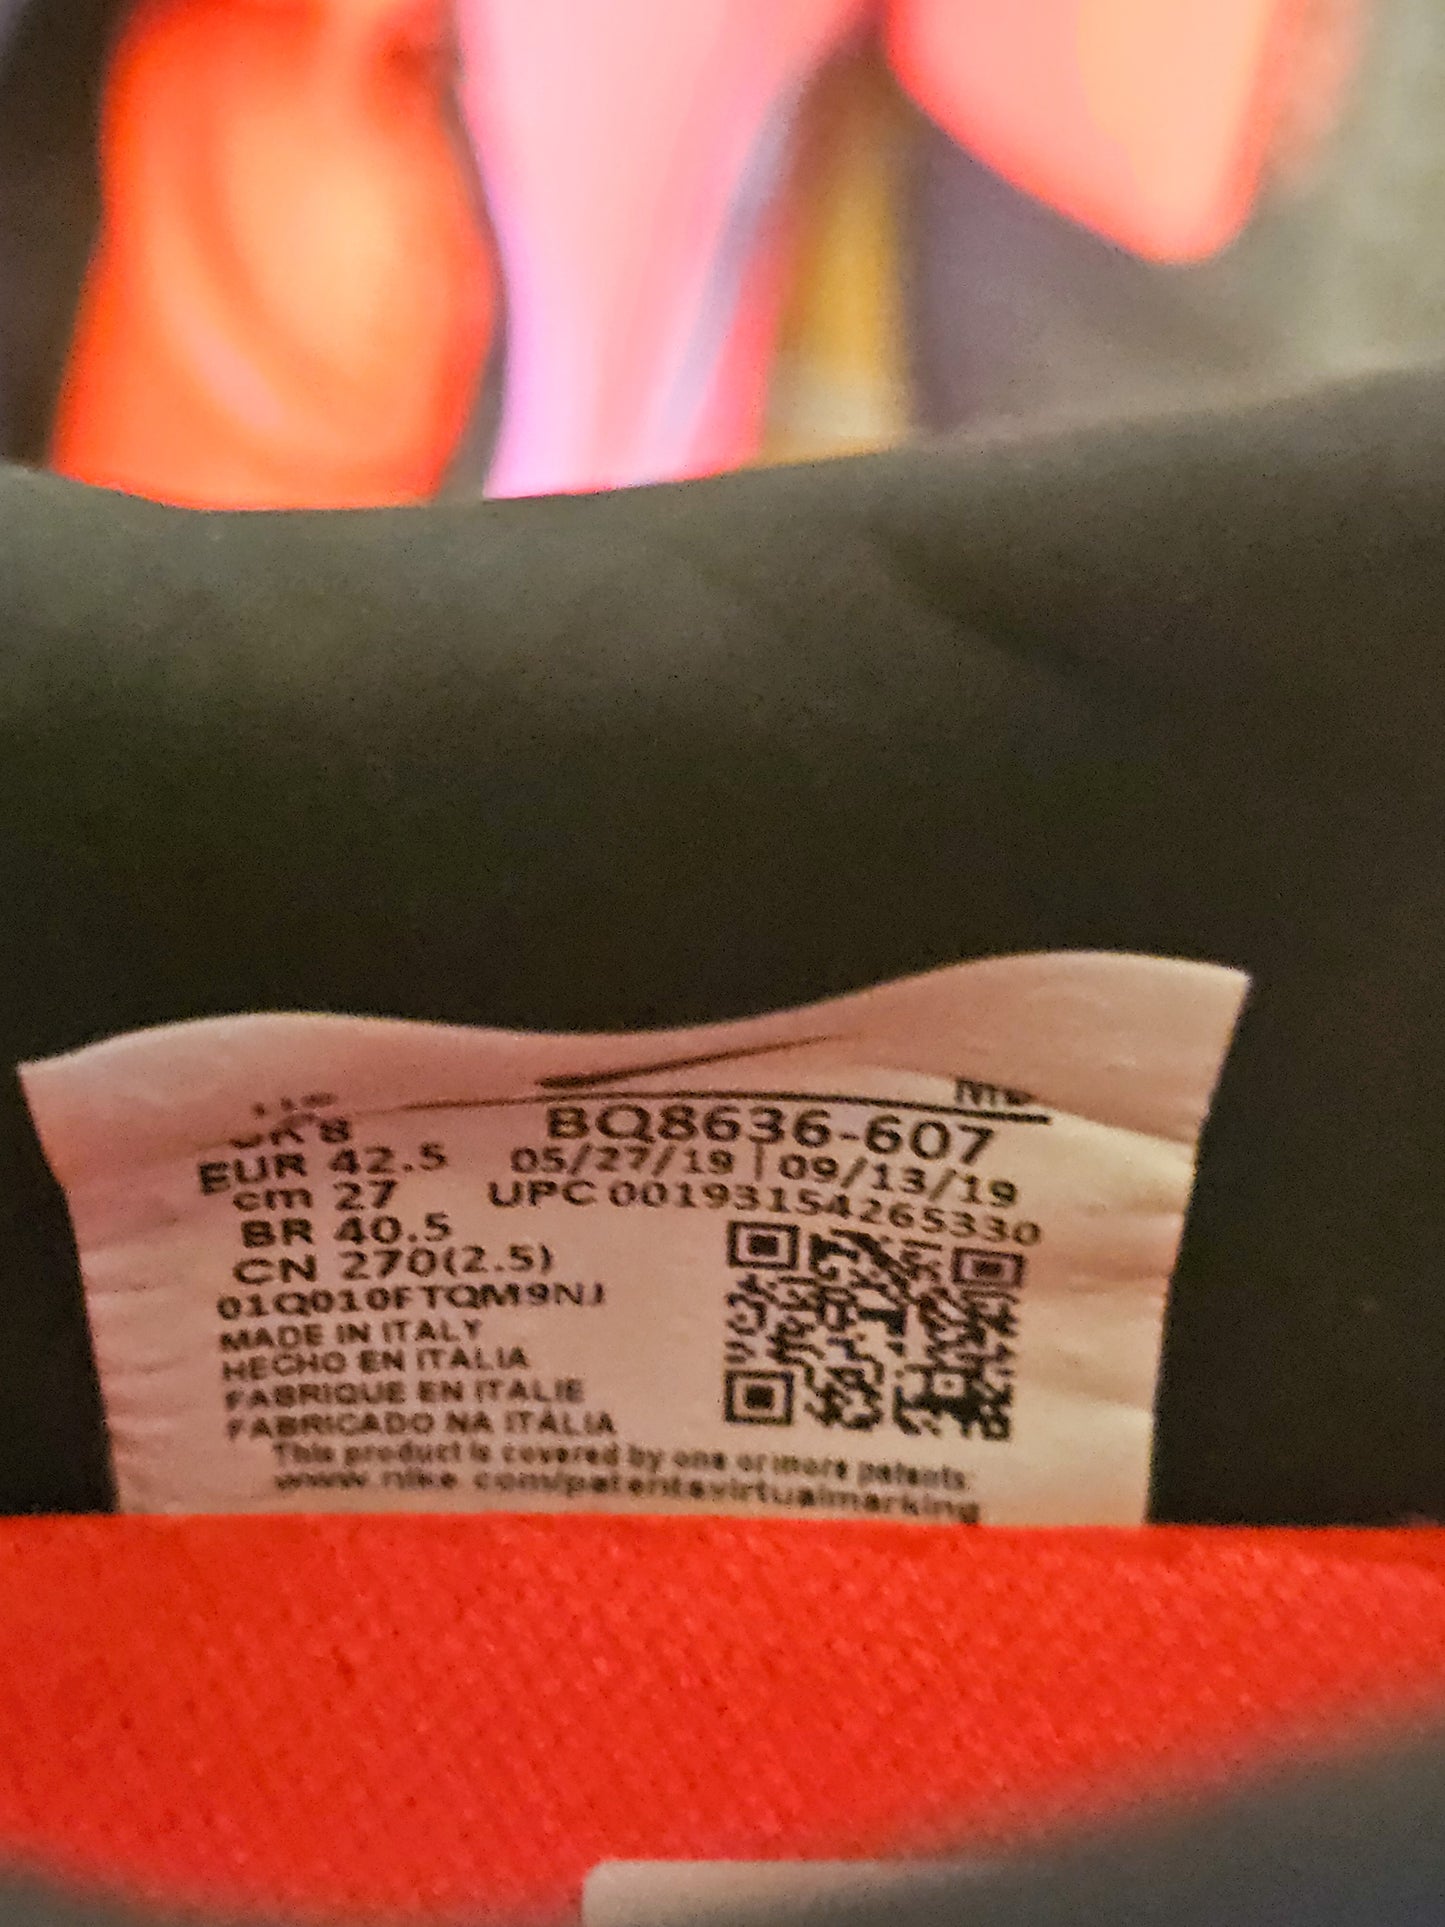 UK 8
EUR 42.5
cm 27
BR 40.5
CN 270(2.5)
01Q010FTQM9NJ
MADE IN ITALY
HECHO EN ITALIA
FABRIQUE EN ITALIE
FABRICADO NA ITÁLIA
BQ8636-607
05/27/19 | 09/13/19
UPC 00193154265330
This product is covered by one or more patents:
www.nike.com/patentsvirtualmarking